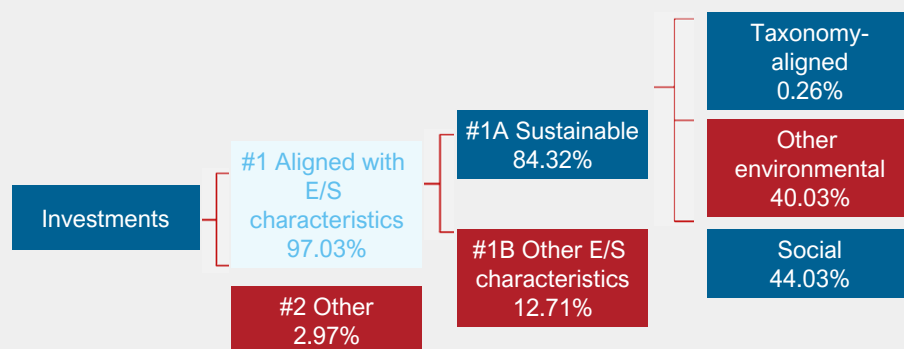 Investments
#1 Aligned with
E/S
characteristics
97.03%
#2 Other
2.97%
#1A Sustainable
84.32%
#1B Other E/S
characteristics
12.71%
Taxonomy-
aligned
0.26%
Other
environmental
40.03%
Social
44.03%